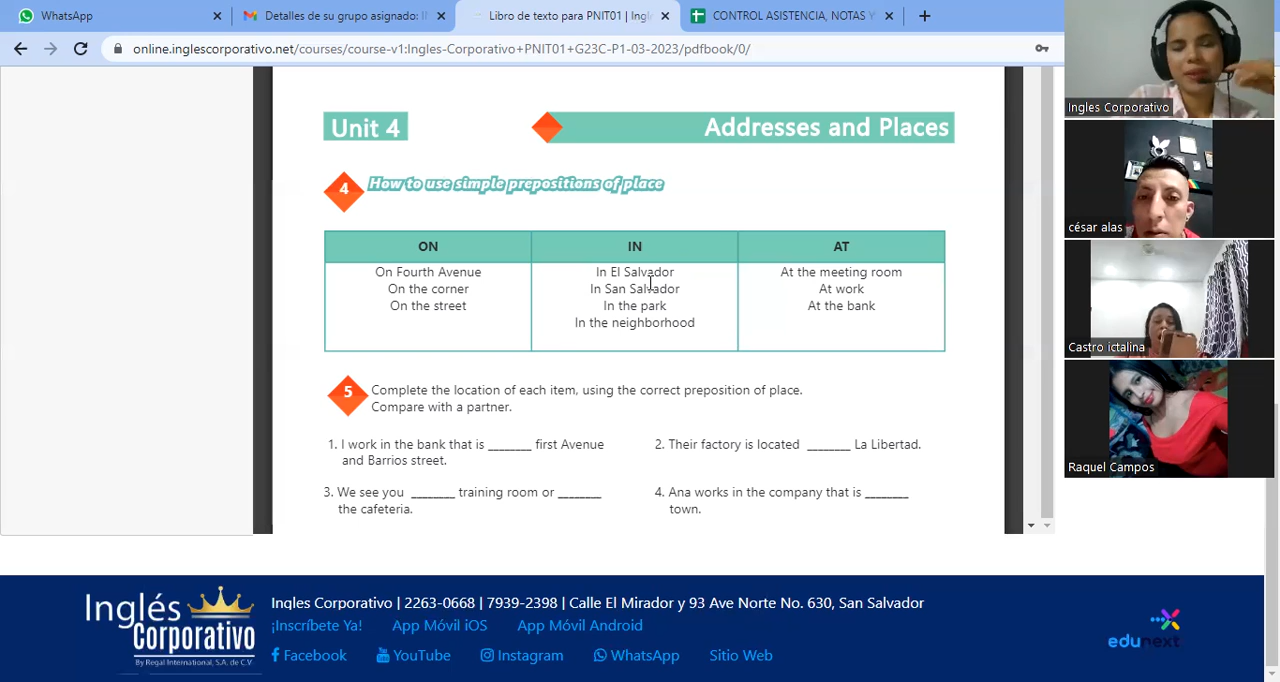 WhatsApp
Detalles de su grupo asignado: I
Libro de texto para PNIT01 | Ingl
CONTROL ASISTENCIA, NOTAS Y
online.inglescorporativo.net/courses/course-v1:Ingles-Corporativo+PNIT01+G23C-P1-03-2023/pdfbook/0/
Unit 4
Addresses and Places
4 How to use simple prepositions of place
ON IN AT
On Fourth Avenue In El Salvador At the meeting room
On the corner In San Salvador At work
On the street In the park At the bank
In the neighborhood
5 Complete the location of each item, using the correct preposition of place.
Compare with a partner.
1. I work in the bank that is _______ first Avenue
and Barrios street.
2. Their factory is located _______ La Libertad.
3. We see you _______ training room or _______
the cafeteria.
4. Ana works in the company that is _______
town.
Ingles Corporativo
césar alas
Castro ictalina
Raquel Campos
Inglés
Corporativo
By Regal International, S.A. de C.V.
Ingles Corporativo | 2263-0668 | 7939-2398 | Calle El Mirador y 93 Ave Norte No. 630, San Salvador
¡Inscríbete Ya! App Móvil iOS App Móvil Android
Facebook YouTube Instagram WhatsApp Sitio Web
edunext